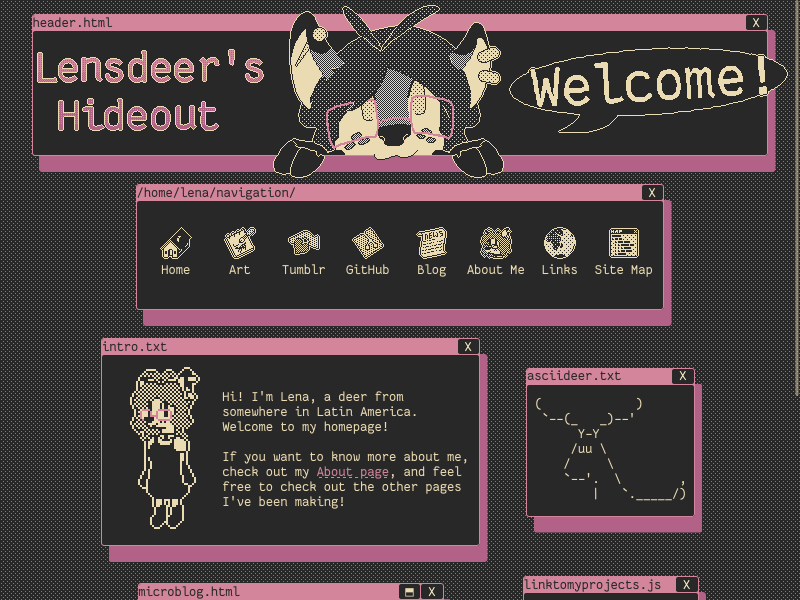 header.html X
Lensdeer's
Hideout
Welcome!
/home/lena/navigation/ X
NEWS
MAP
Home Art Tumblr GitHub Blog About Me Links Site Map
intro.txt X
Hi! I'm Lena, a deer from
somewhere in Latin America.
Welcome to my homepage!
If you want to know more about me,
check out my About page, and feel
free to check out the other pages
I've been making!
asciideer.txt X
(             )
 `--(_   _)--'
      Y-Y
     /uu \
    /     \
    `--'.  \        ,
        |   `._____/)
microblog.html X
linktomyprojects.js X